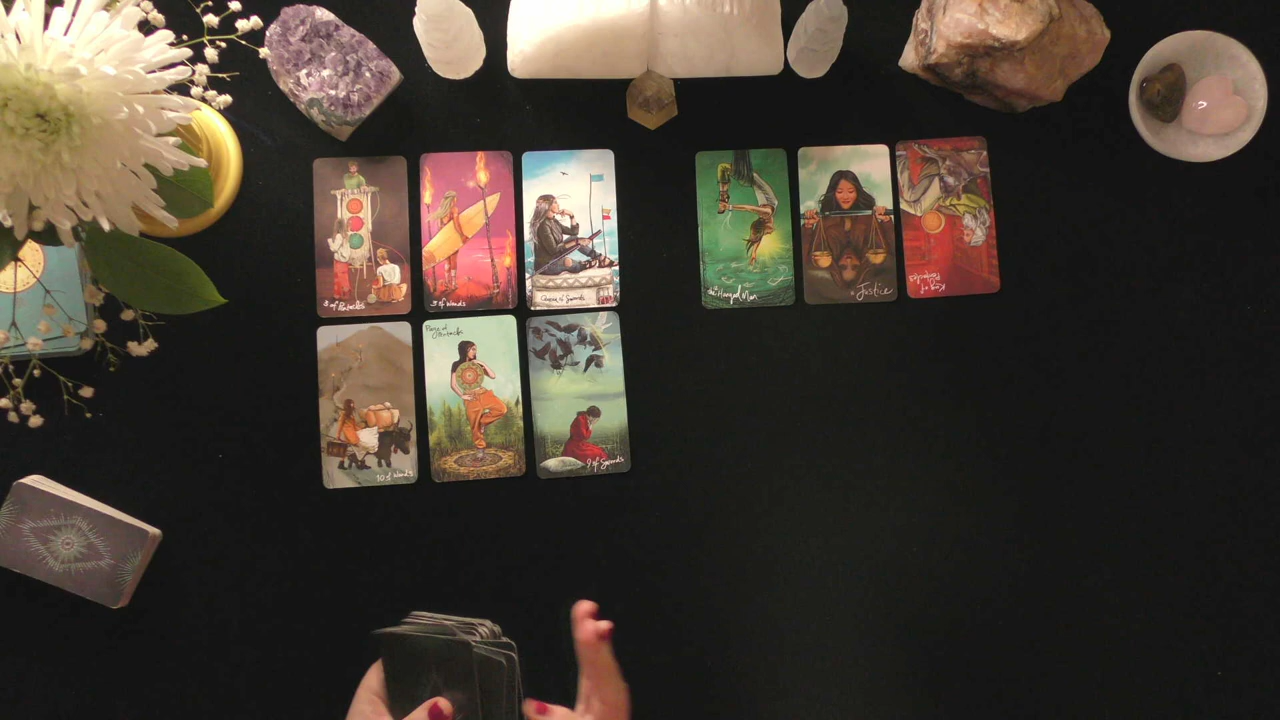 3 of Pentacles
3 of Wands
Queen of Swords
the Hanged Man
Justice
King of
Pentacles
10 of Wands
Page of
Pentacles
9 of Swords